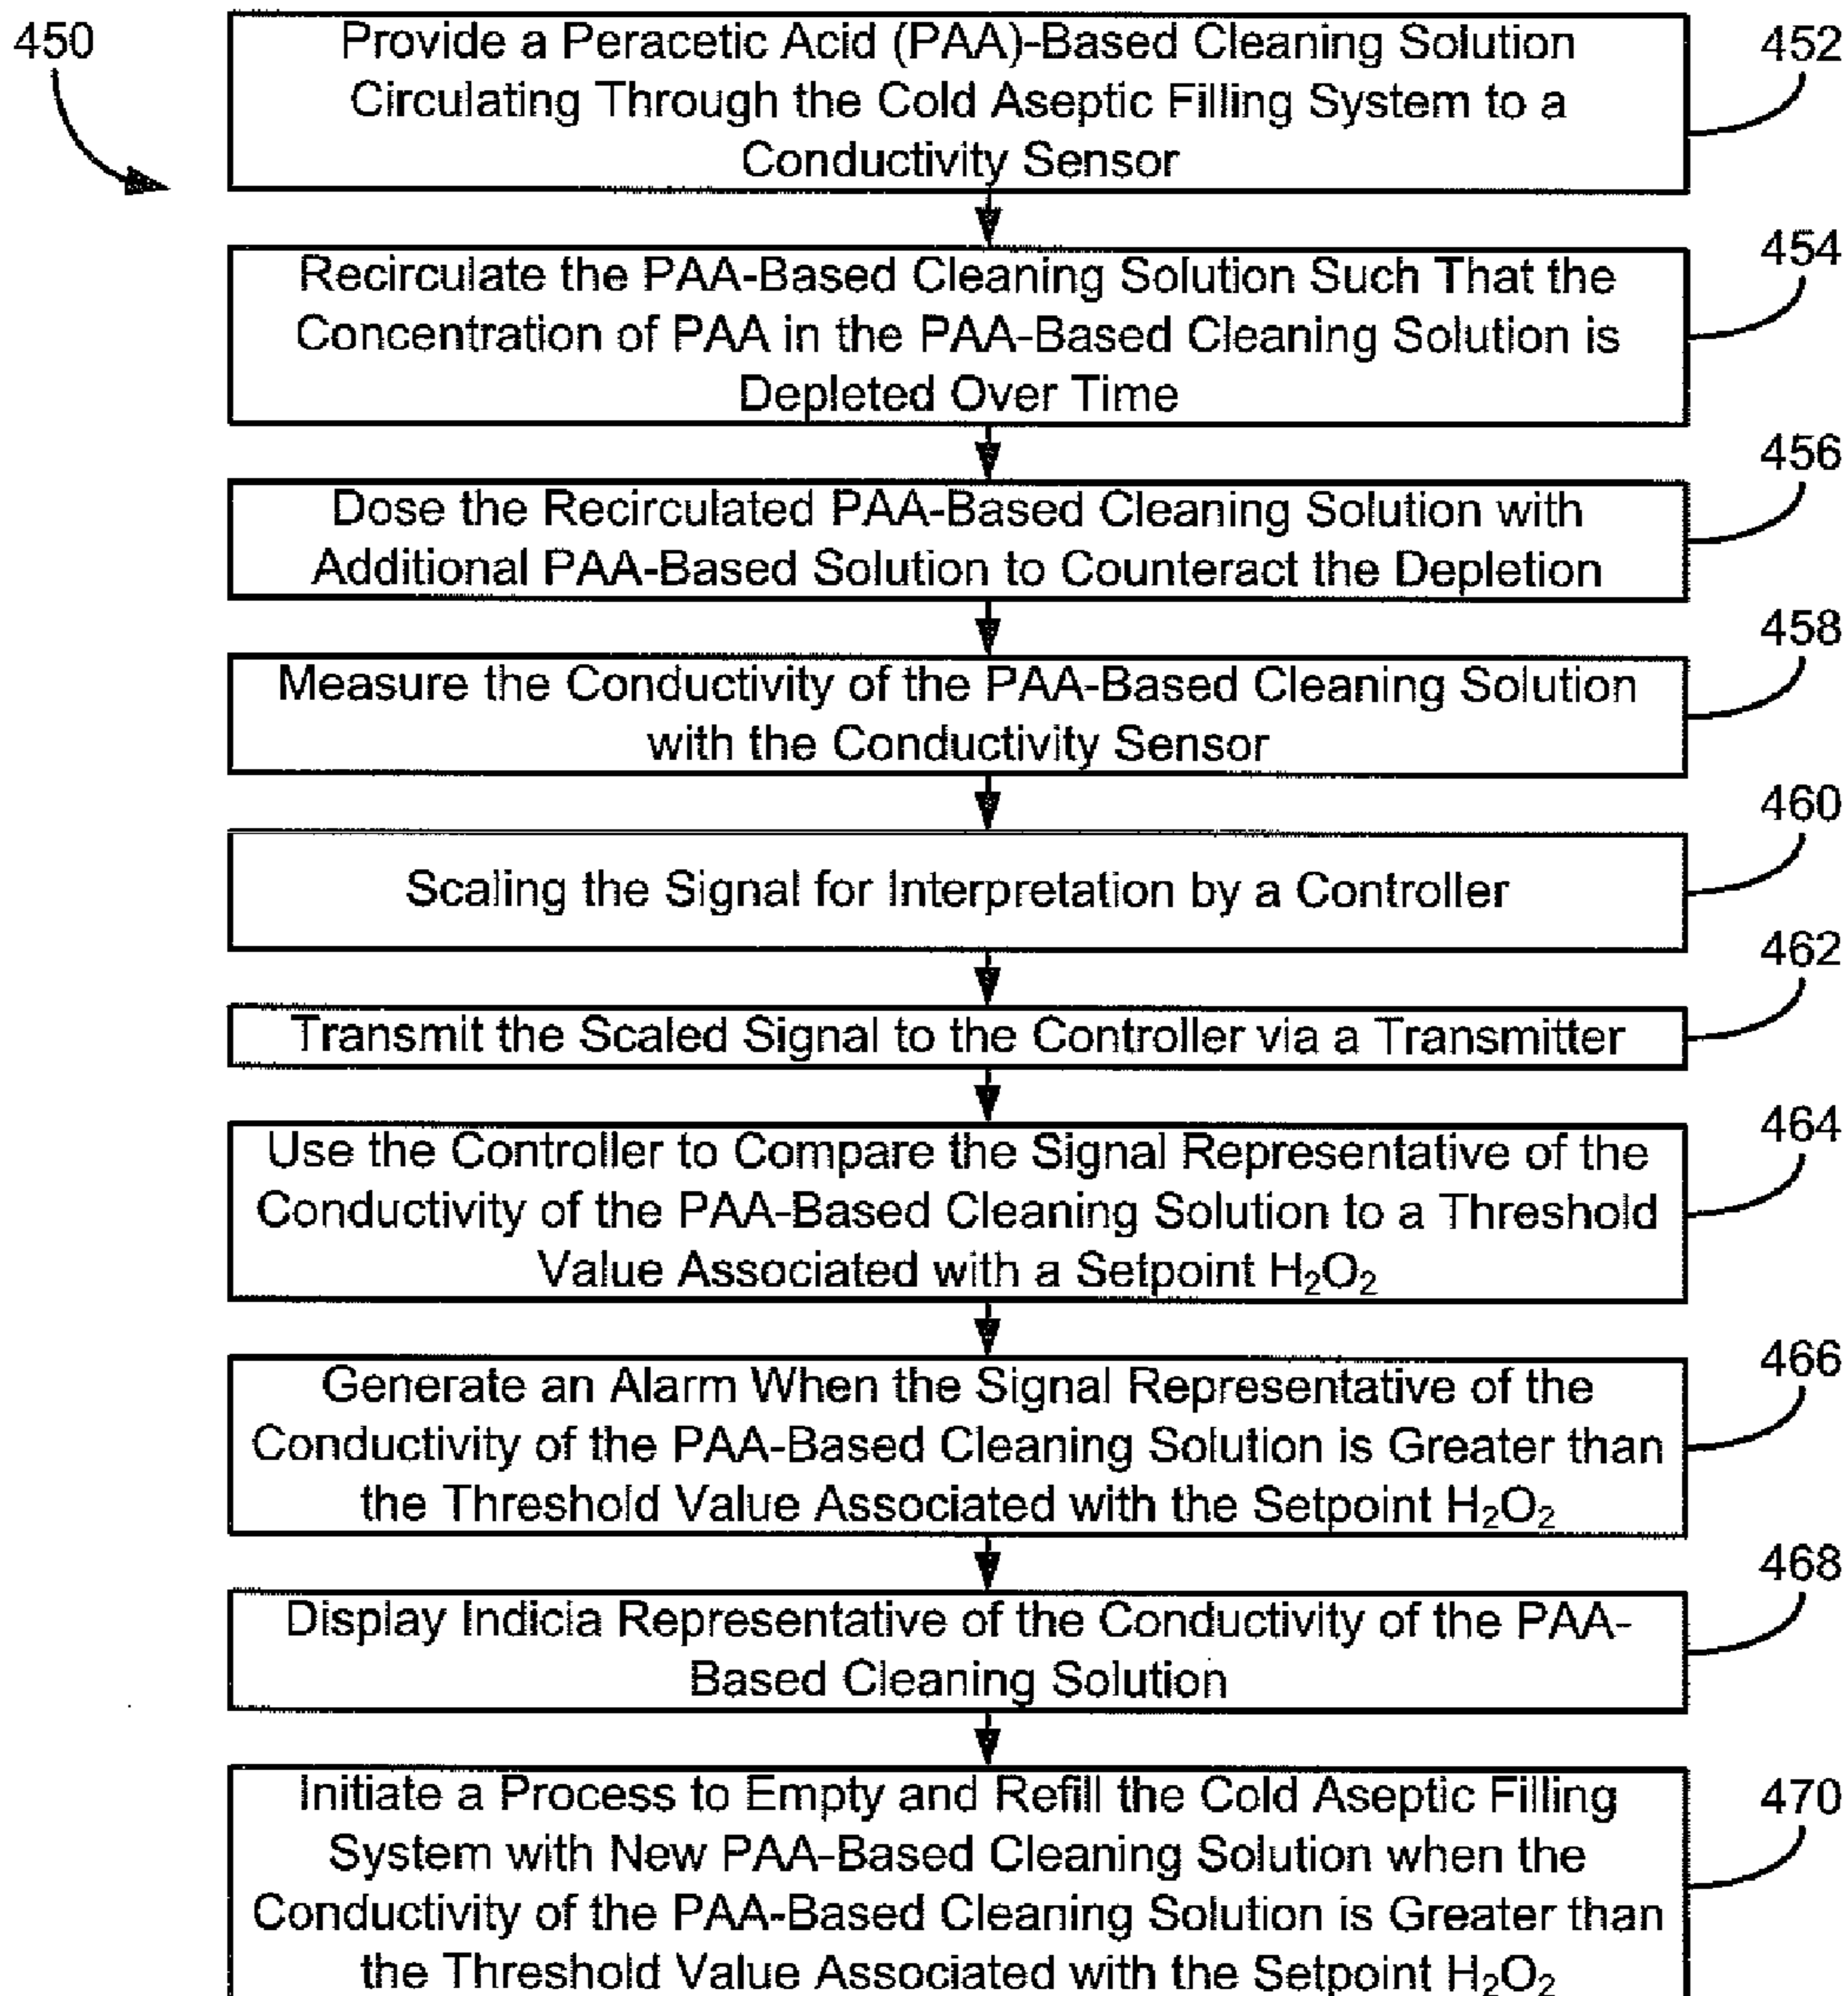 450
Provide a Peracetic Acid (PAA)-Based Cleaning Solution
Circulating Through the Cold Aseptic Filling System to a
Conductivity Sensor
452
Recirculate the PAA-Based Cleaning Solution Such That the
Concentration of PAA in the PAA-Based Cleaning Solution is
Depleted Over Time
454
Dose the Recirculated PAA-Based Cleaning Solution with
Additional PAA-Based Solution to Counteract the Depletion
456
Measure the Conductivity of the PAA-Based Cleaning Solution
with the Conductivity Sensor
458
Scaling the Signal for Interpretation by a Controller
460
Transmit the Scaled Signal to the Controller via a Transmitter
462
Use the Controller to Compare the Signal Representative of the
Conductivity of the PAA-Based Cleaning Solution to a Threshold
Value Associated with a Setpoint H₂O₂
464
Generate an Alarm When the Signal Representative of the
Conductivity of the PAA-Based Cleaning Solution is Greater than
the Threshold Value Associated with the Setpoint H₂O₂
466
Display Indicia Representative of the Conductivity of the PAA-
Based Cleaning Solution
468
Initiate a Process to Empty and Refill the Cold Aseptic Filling
System with New PAA-Based Cleaning Solution when the
Conductivity of the PAA-Based Cleaning Solution is Greater than
the Threshold Value Associated with the Setpoint H₂O₂
470